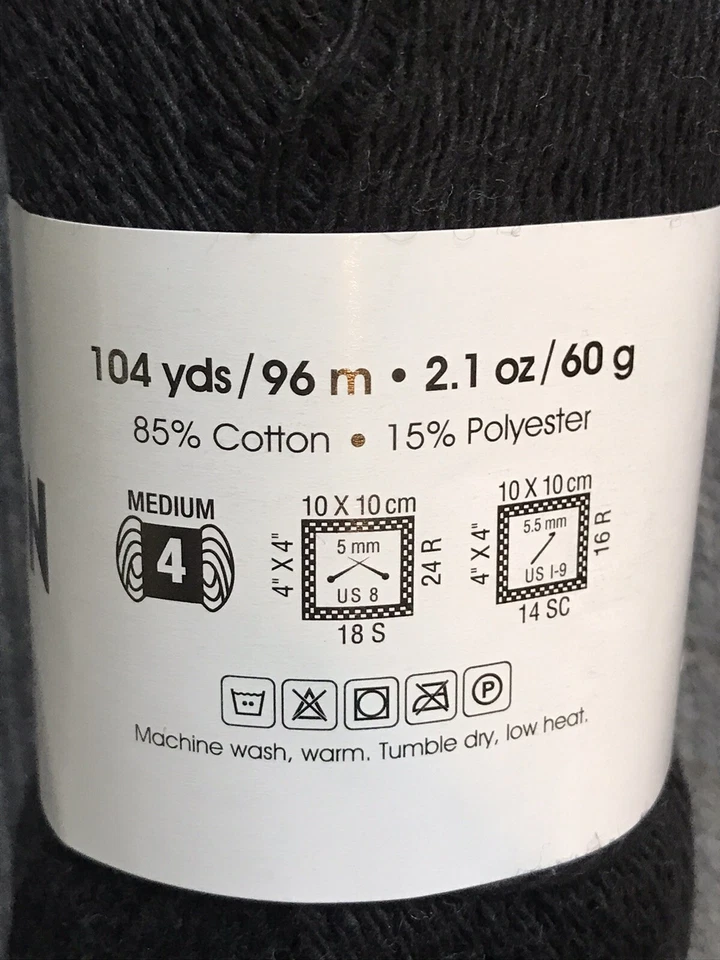 104 yds/96 m • 2.1 oz/60 g
85% Cotton • 15% Polyester
N
MEDIUM
4
10 X 10 cm
4" X 4"
5 mm
US 8
24 R
18 S
10 X 10 cm
4" X 4"
5.5 mm
US I-9
16 R
14 SC
P
Machine wash, warm. Tumble dry, low heat.